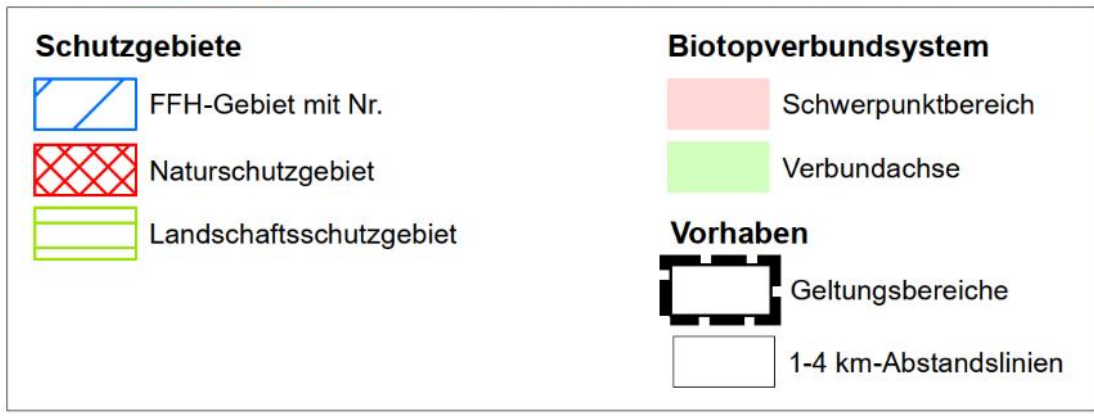 Schutzgebiete
FFH-Gebiet mit Nr.
Naturschutzgebiet
Landschaftsschutzgebiet
Biotopverbundsystem
Schwerpunktbereich
Verbundachse
Vorhaben
Geltungsbereiche
1-4 km-Abstandslinien